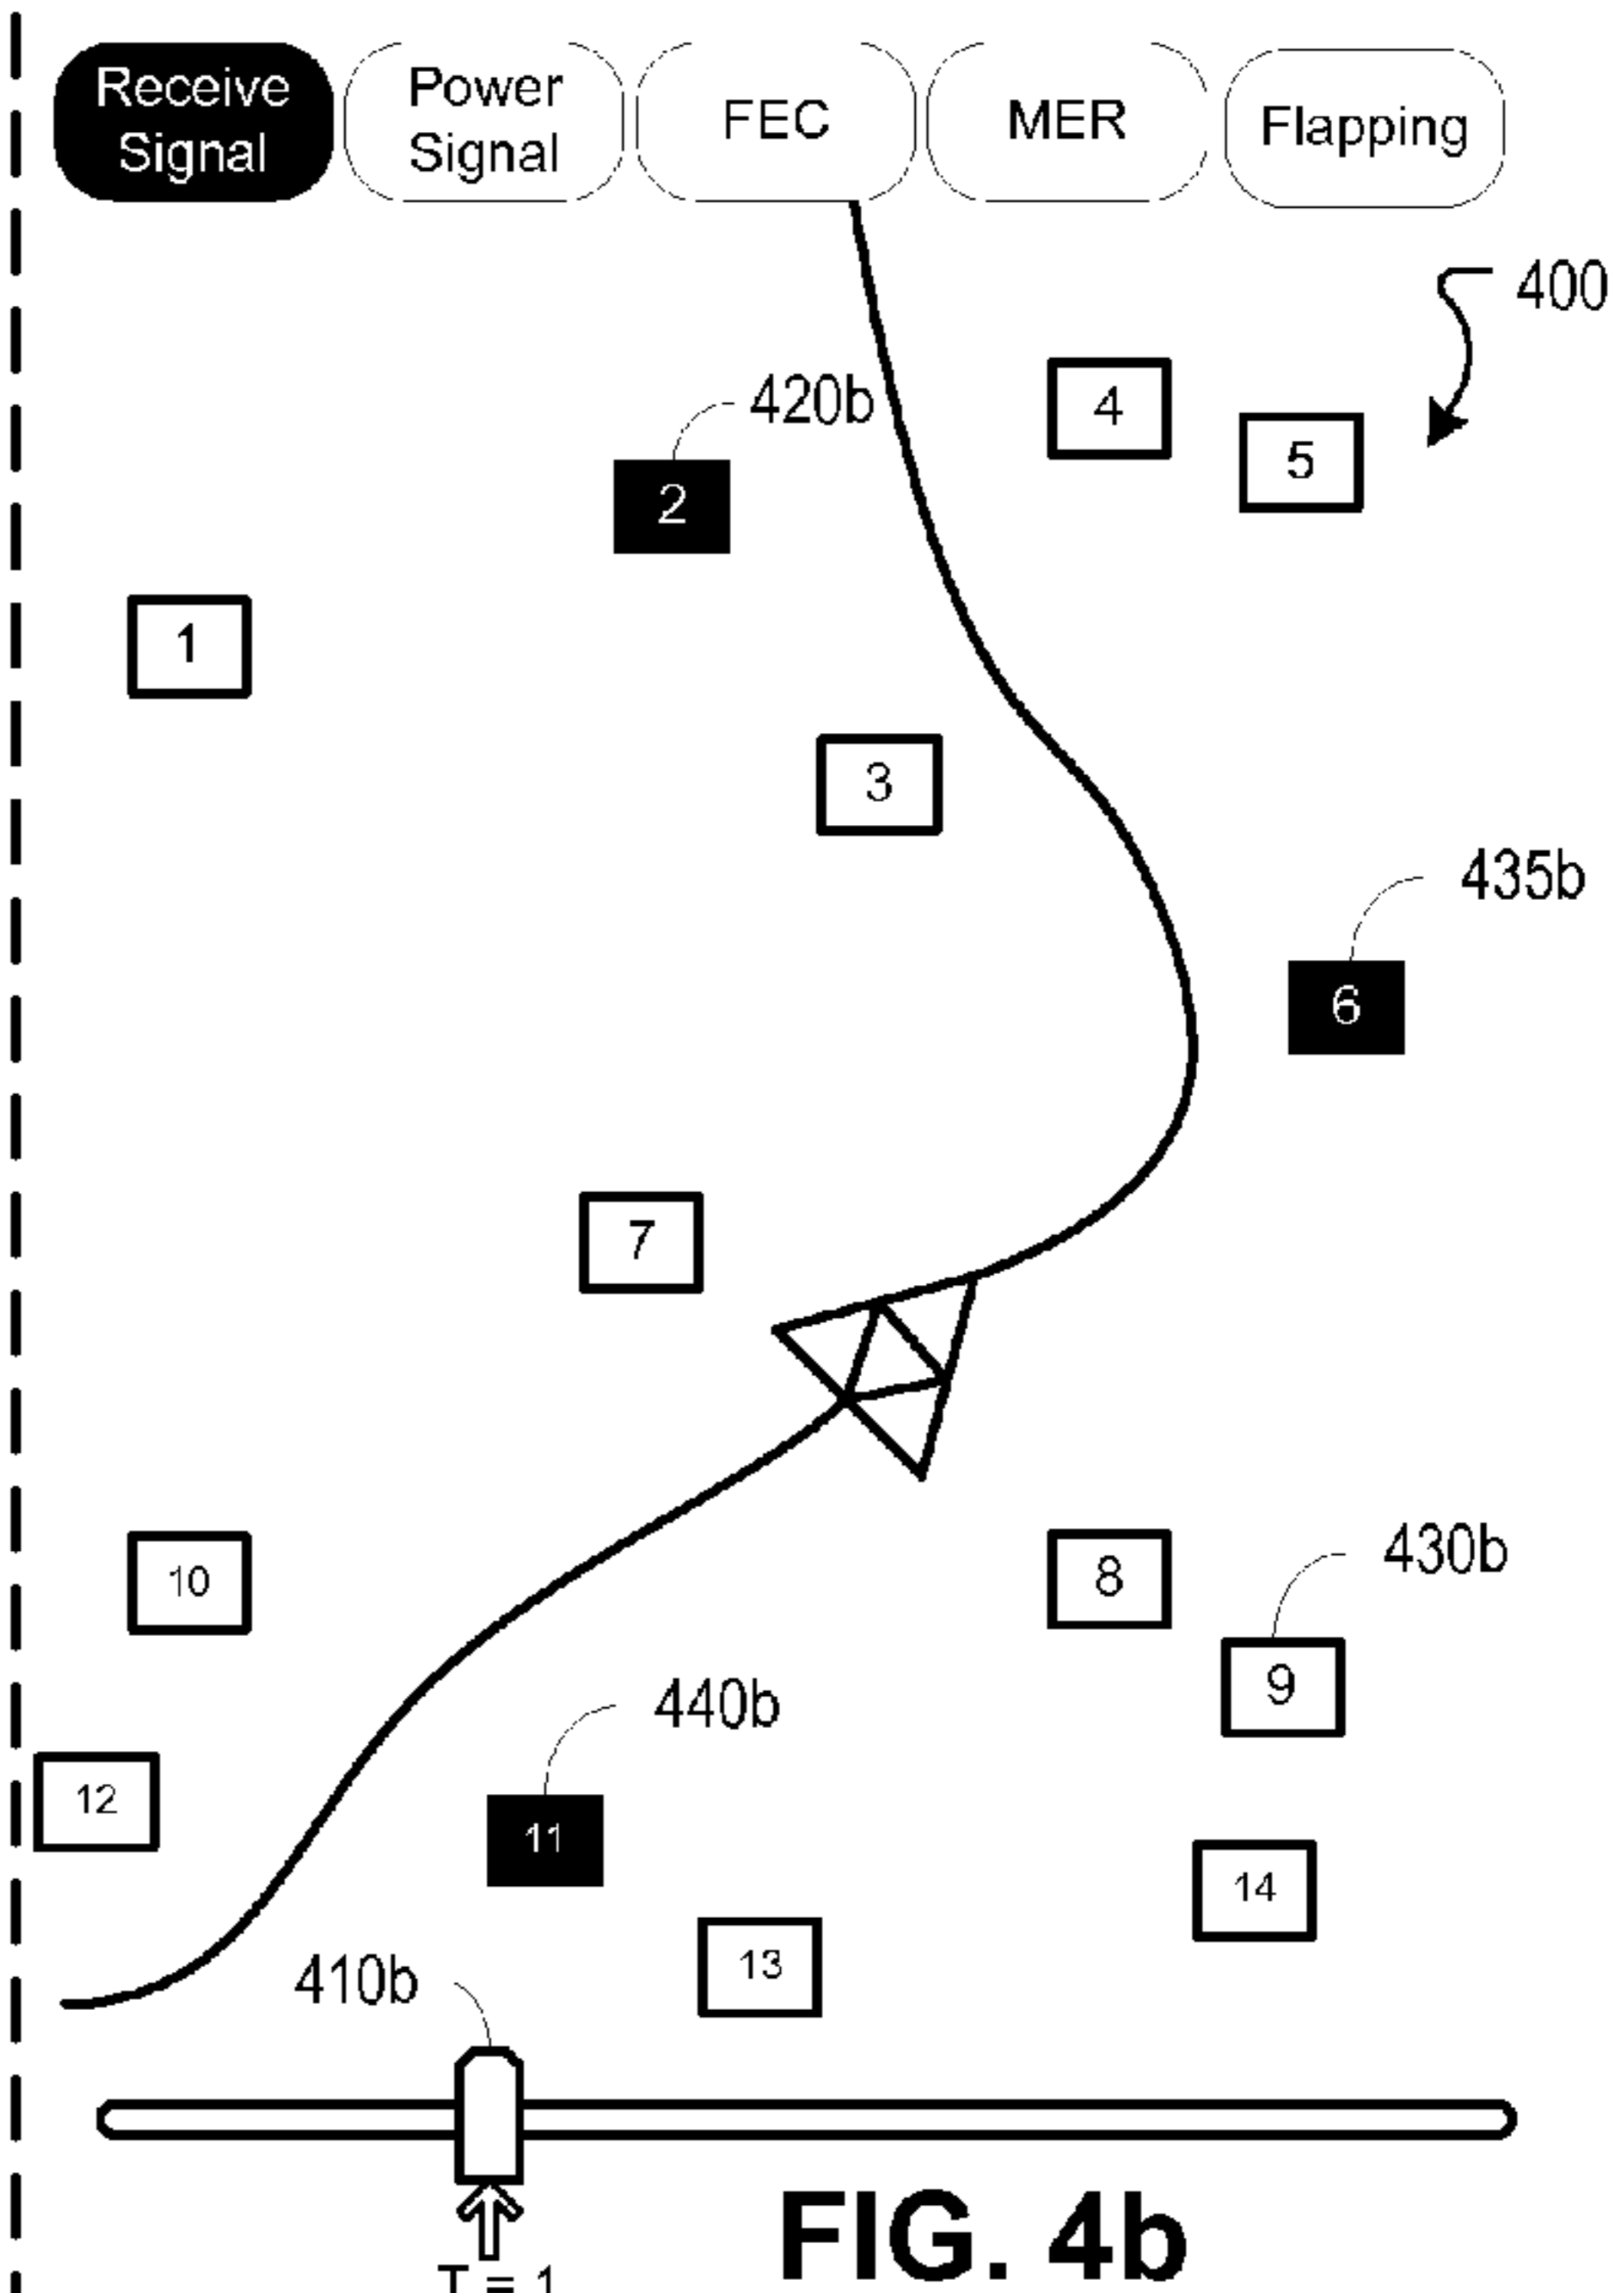 Receive
Signal
Power
Signal
FEC
MER
Flapping
400
420b
4
5
2
1
3
435b
6
7
10
8
430b
9
440b
12
11
14
13
410b
T = 1
FIG. 4b